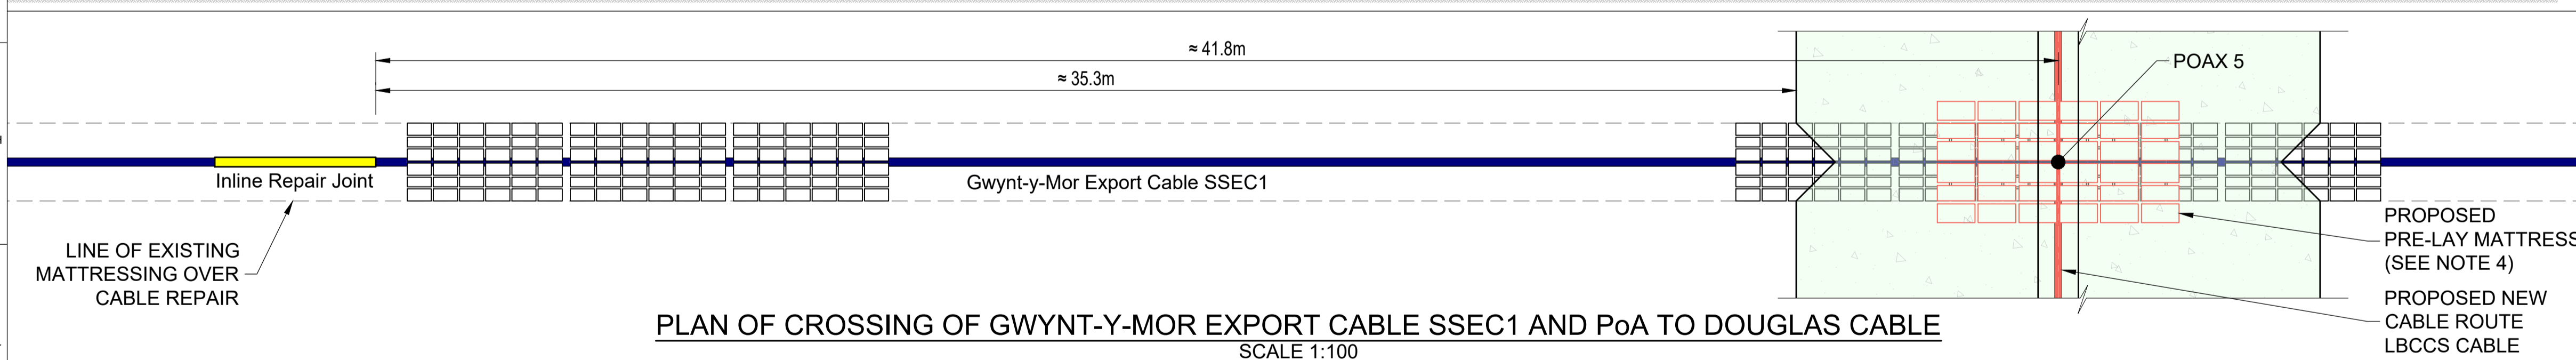 ≈ 41.8m
≈ 35.3m
POAX 5
Inline Repair Joint
Gwynt-y-Mor Export Cable SSEC1
LINE OF EXISTING
MATTRESSING OVER
CABLE REPAIR
PROPOSED
PRE-LAY MATTRESS
(SEE NOTE 4)
PROPOSED NEW
CABLE ROUTE
LBCCS CABLE
PLAN OF CROSSING OF GWYNT-Y-MOR EXPORT CABLE SSEC1 AND PoA TO DOUGLAS CABLE
SCALE 1:100